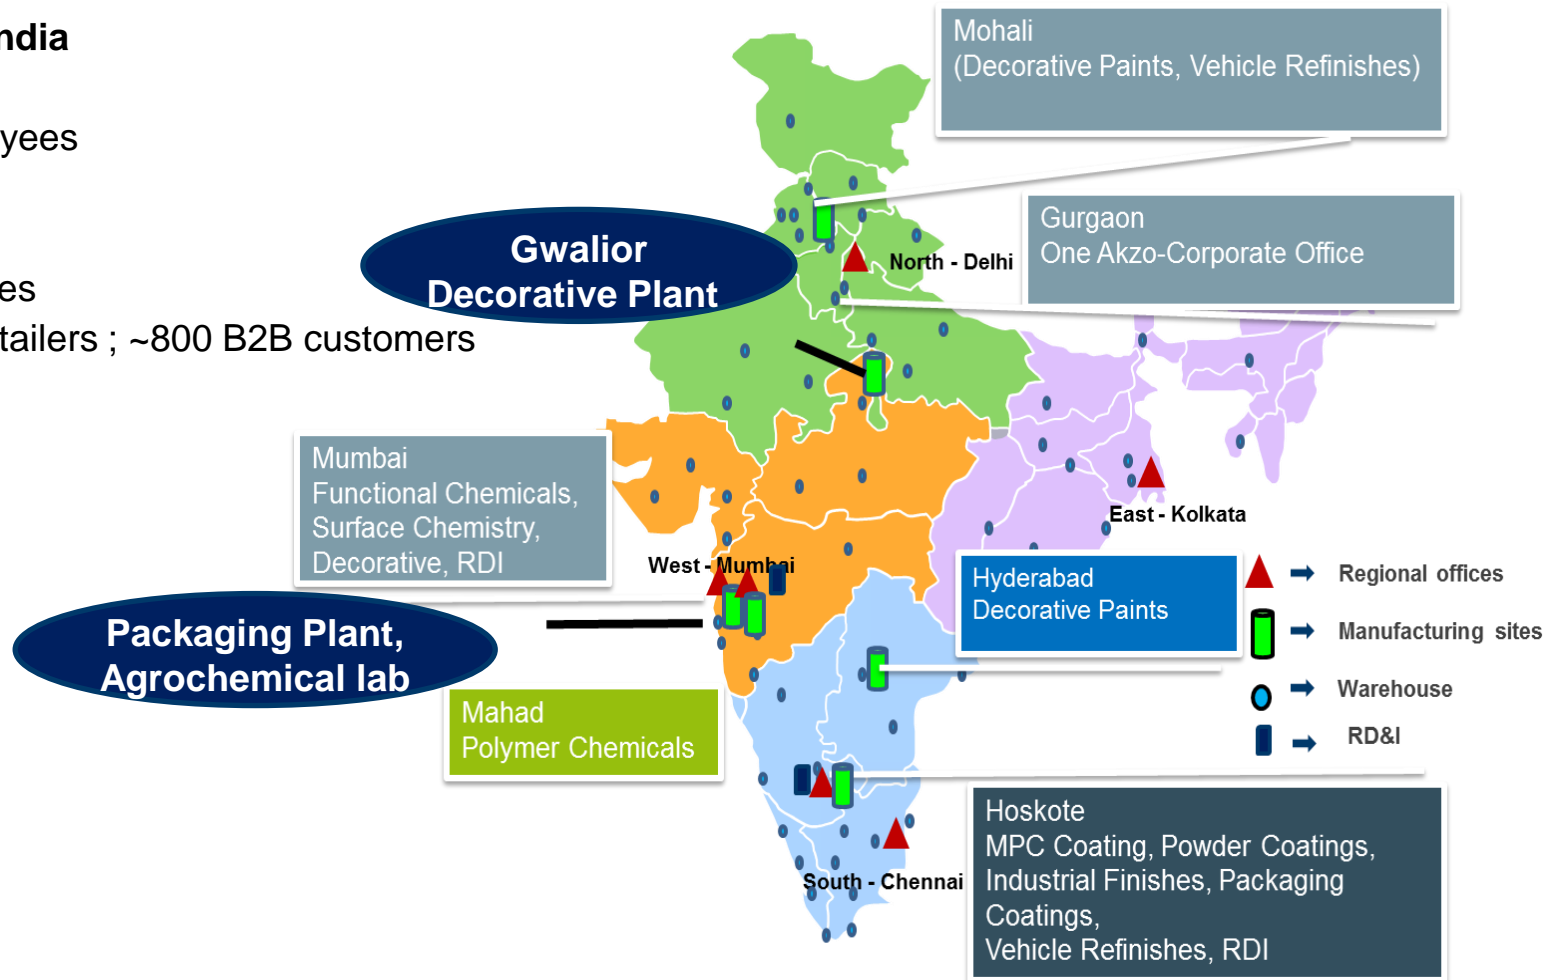 ndia
yees
es
tailers ; ~800 B2B customers
Mohali
(Decorative Paints, Vehicle Refinishes)
Gurgaon
One Akzo-Corporate Office
Gwalior
Decorative Plant
North - Delhi
Mumbai
Functional Chemicals,
Surface Chemistry,
Decorative, RDI
East - Kolkata
West - Mumbai
Hyderabad
Decorative Paints
Regional offices
Manufacturing sites
Warehouse
RD&I
Packaging Plant,
Agrochemical lab
Mahad
Polymer Chemicals
South - Chennai
Hoskote
MPC Coating, Powder Coatings,
Industrial Finishes, Packaging
Coatings,
Vehicle Refinishes, RDI